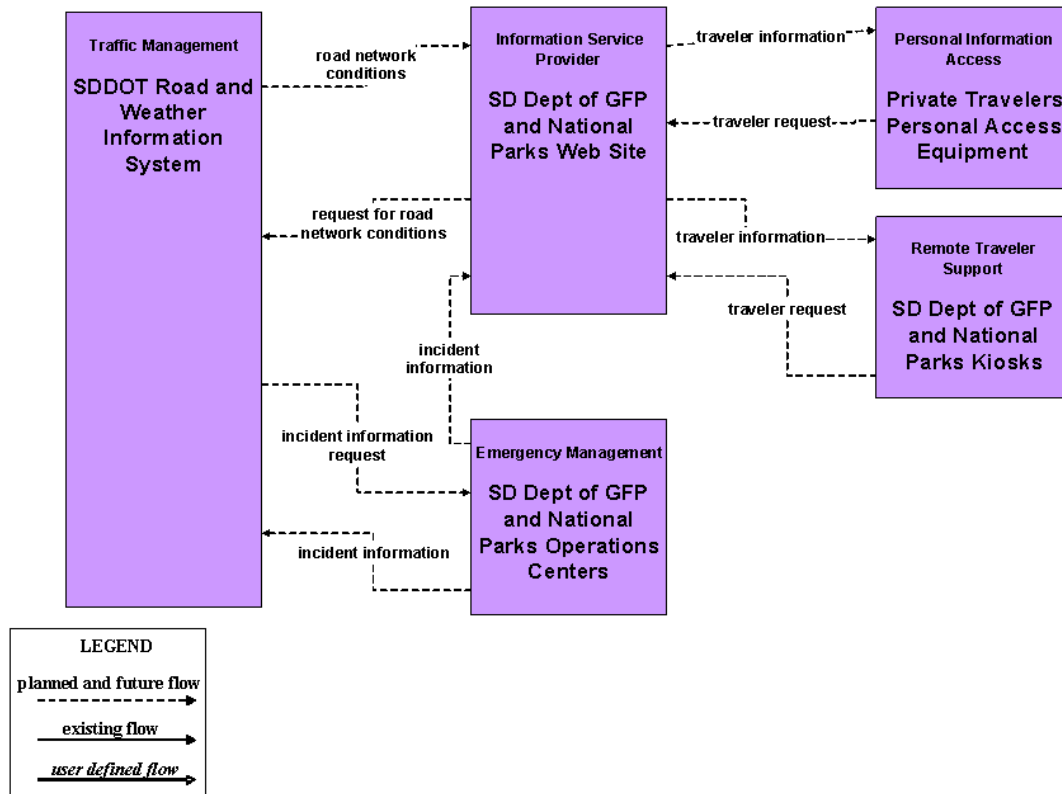 Traffic Management
SDDOT Road and
Weather
Information
System
road network
conditions
Information Service
Provider
SD Dept of GFP
and National
Parks Web Site
traveler information
Personal Information
Access
Private Travelers
Personal Access
Equipment
traveler request
request for road
network conditions
traveler information
Remote Traveler
Support
SD Dept of GFP
and National
Parks Kiosks
traveler request
incident
information
incident information
request
Emergency Management
SD Dept of GFP
and National
Parks Operations
Centers
incident information
LEGEND
planned and future flow
existing flow
user defined flow